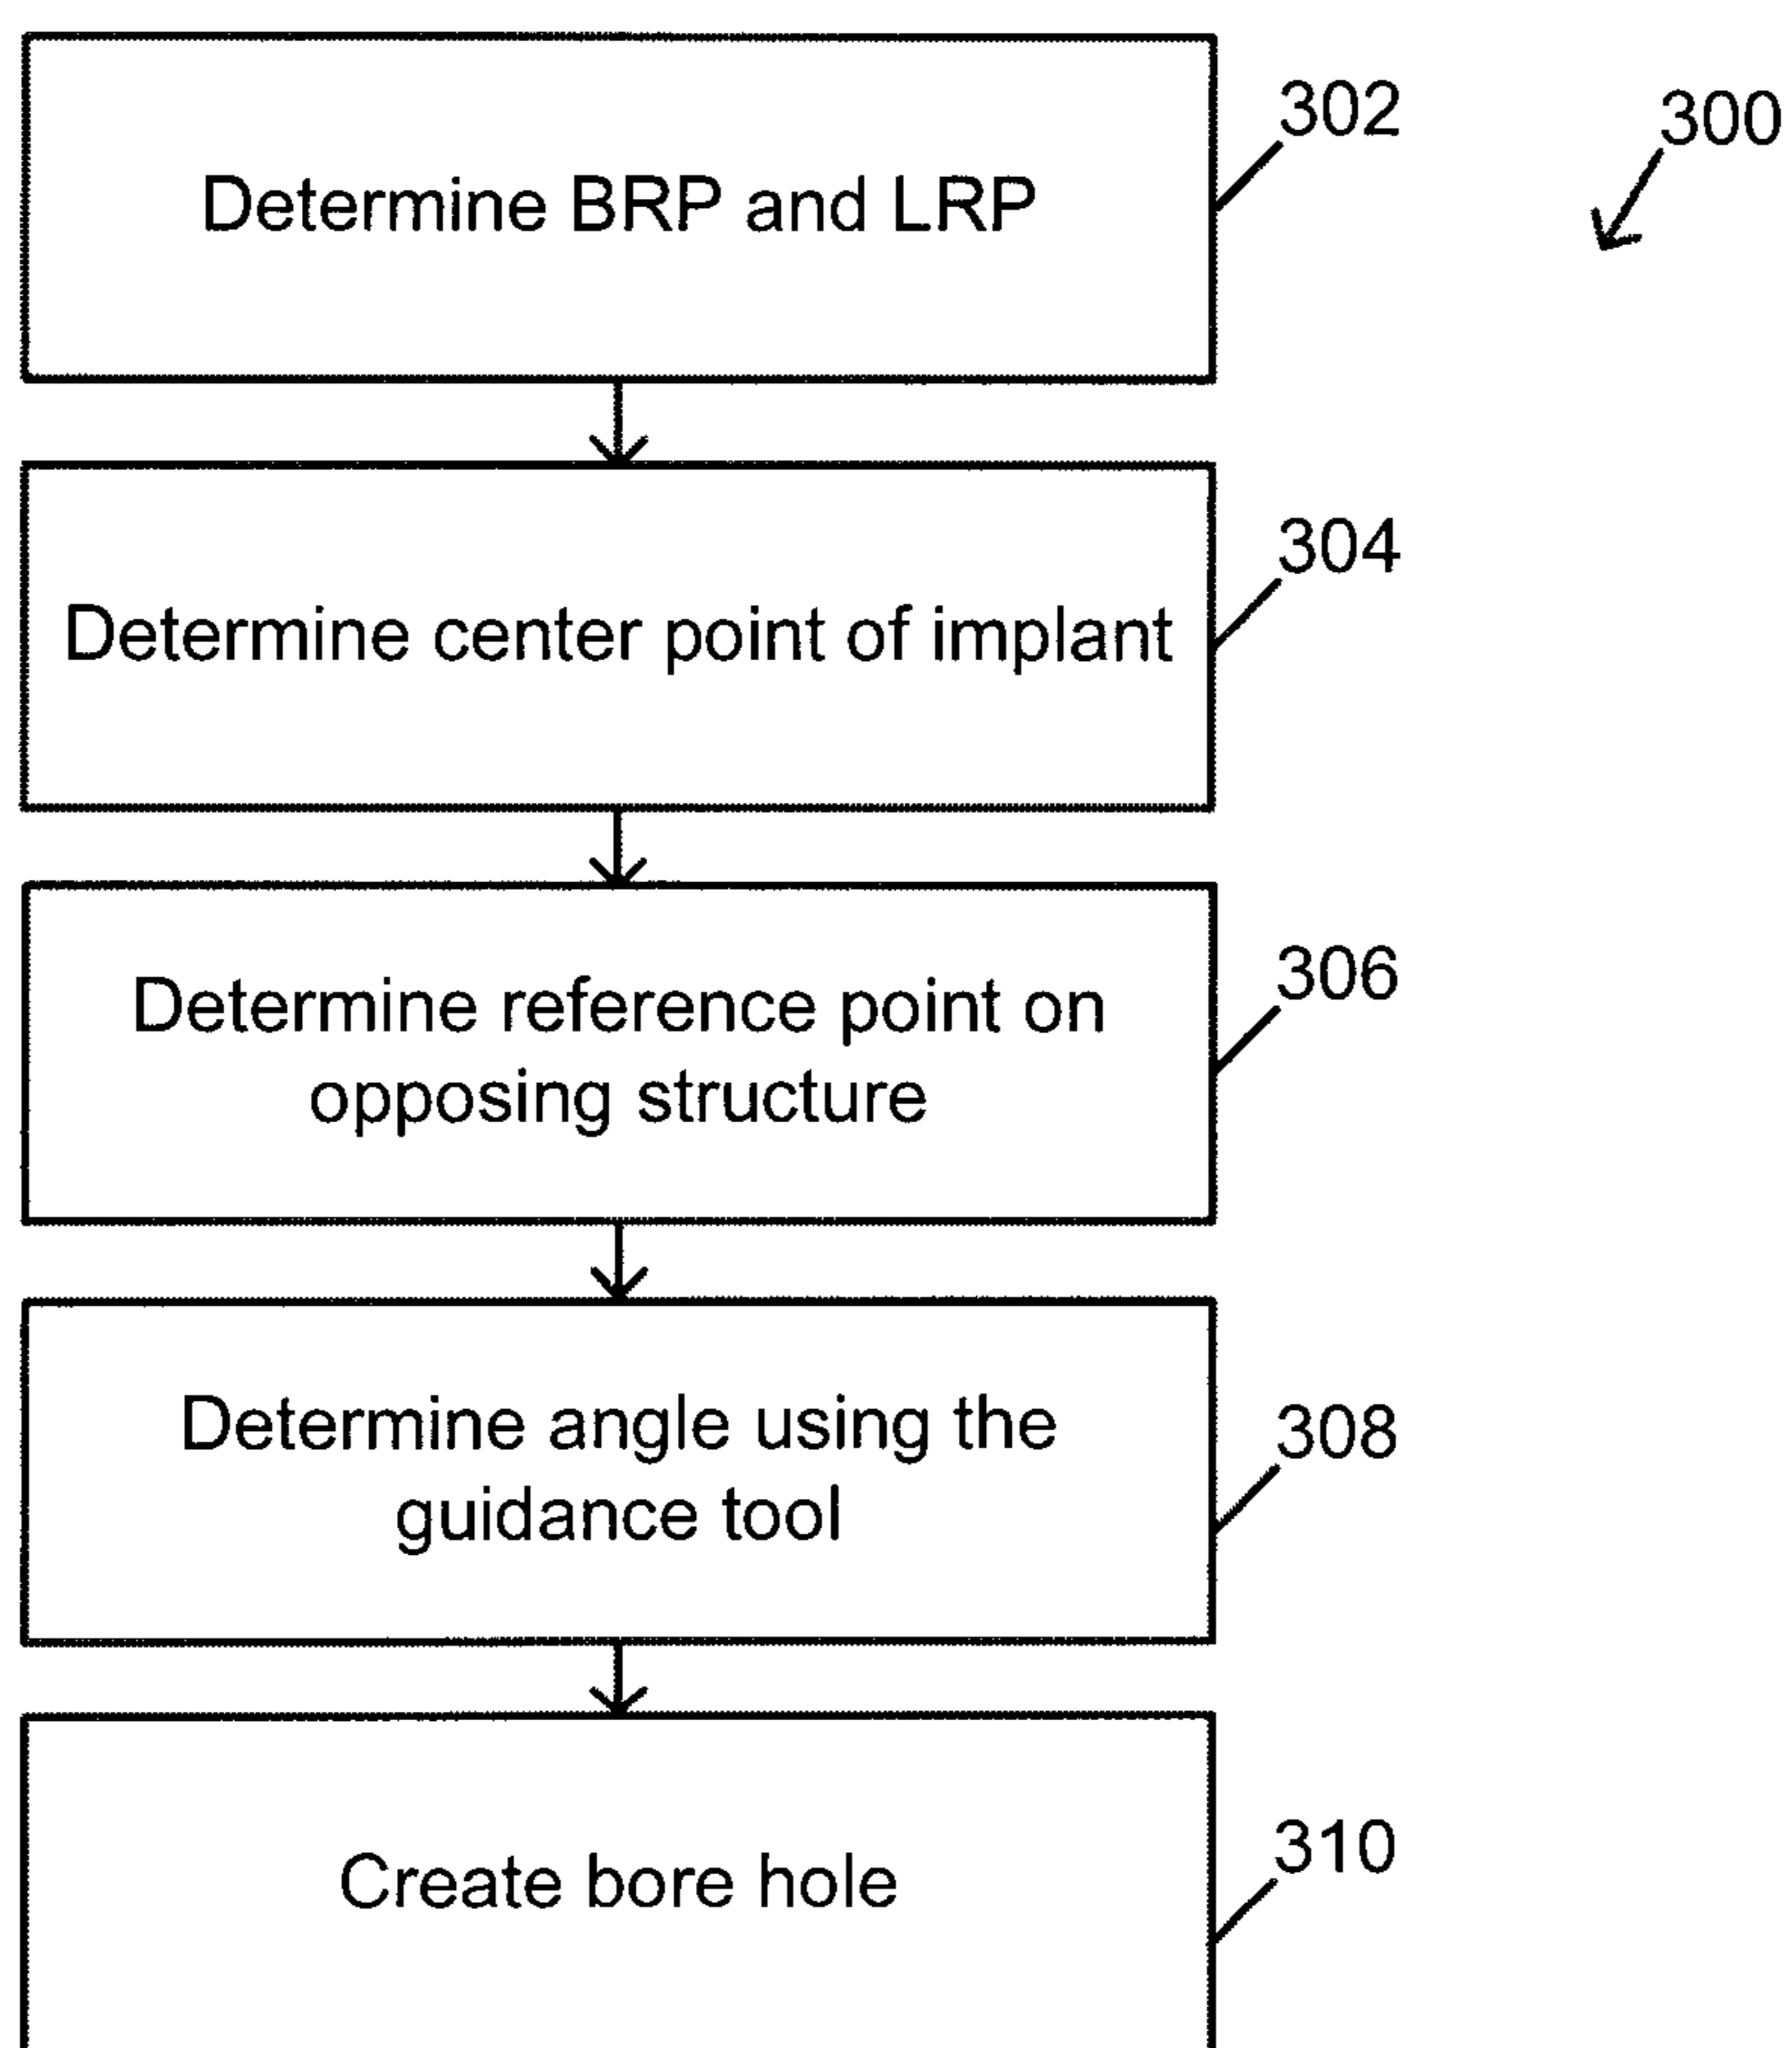 Determine BRP and LRP
302
300
Determine center point of implant
304
Determine reference point on
opposing structure
306
Determine angle using the
guidance tool
308
Create bore hole
310